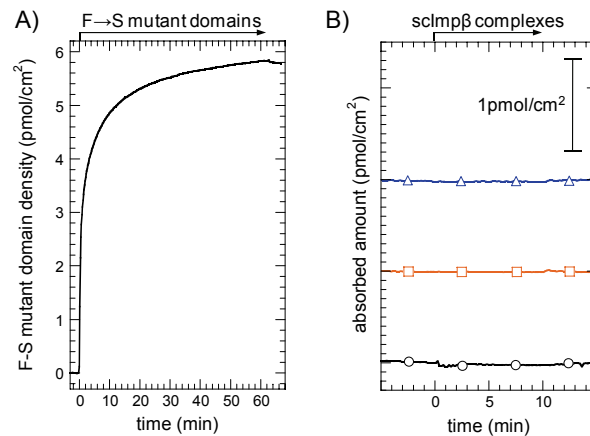 A)
F→S mutant domains
F-S mutant domain density (pmol/cm²)
6
5
4
3
2
1
0
0 10 20 30 40 50 60
time (min)
B)
scImpβ complexes
absorbed amount (pmol/cm²)
1pmol/cm²
0 5 10
time (min)